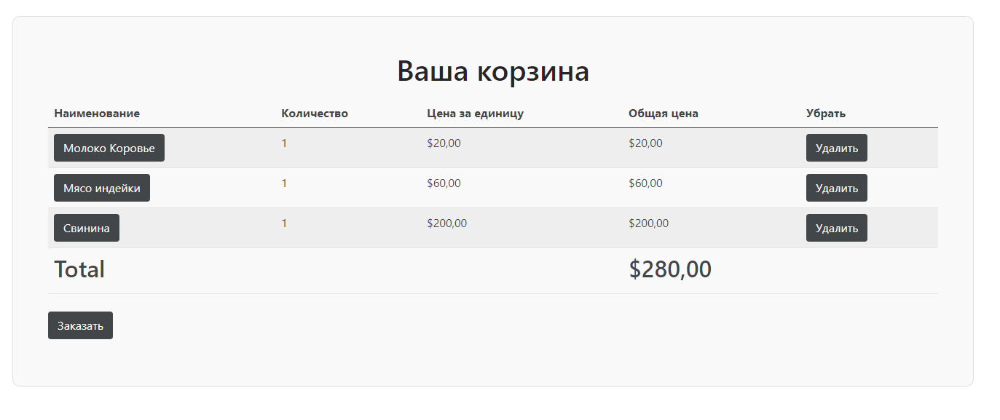 Ваша корзина
Наименование Количество Цена за единицу Общая цена Убрать
Молоко Коровье 1 $20,00 $20,00 Удалить
Мясо индейки 1 $60,00 $60,00 Удалить
Свинина 1 $200,00 $200,00 Удалить
Total $280,00
Заказать